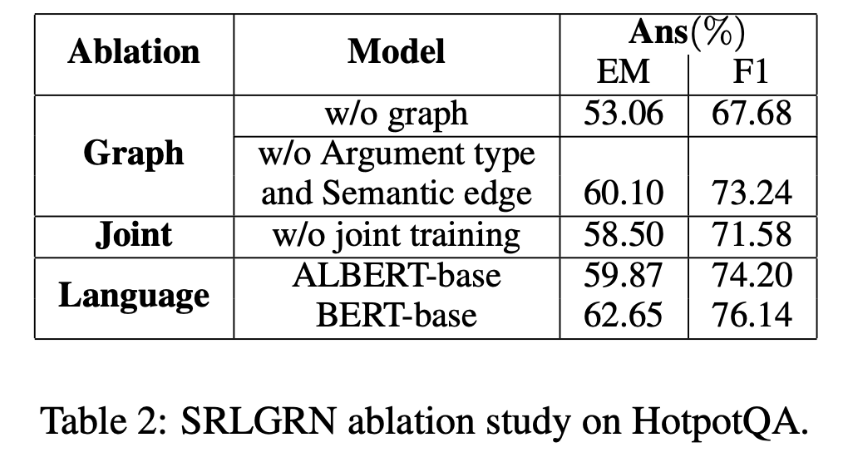 Ablation Model Ans(%)
EM F1
Graph w/o graph 53.06 67.68
w/o Argument type
and Semantic edge 60.10 73.24
Joint w/o joint training 58.50 71.58
Language ALBERT-base 59.87 74.20
BERT-base 62.65 76.14
Table 2: SRLGRN ablation study on HotpotQA.